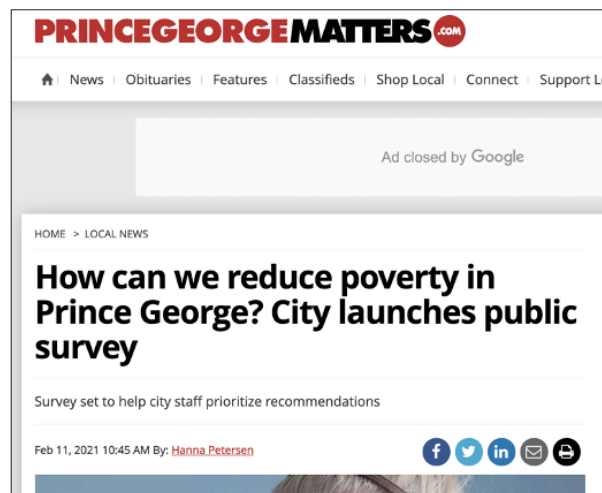 PRINCEGEORGEMATTERS.COM
News Obituaries Features Classifieds Shop Local Connect Support
Ad closed by Google
HOME > LOCAL NEWS
How can we reduce poverty in
Prince George? City launches public
survey
Survey set to help city staff prioritize recommendations
Feb 11, 2021 10:45 AM By: Hanna Petersen
f in